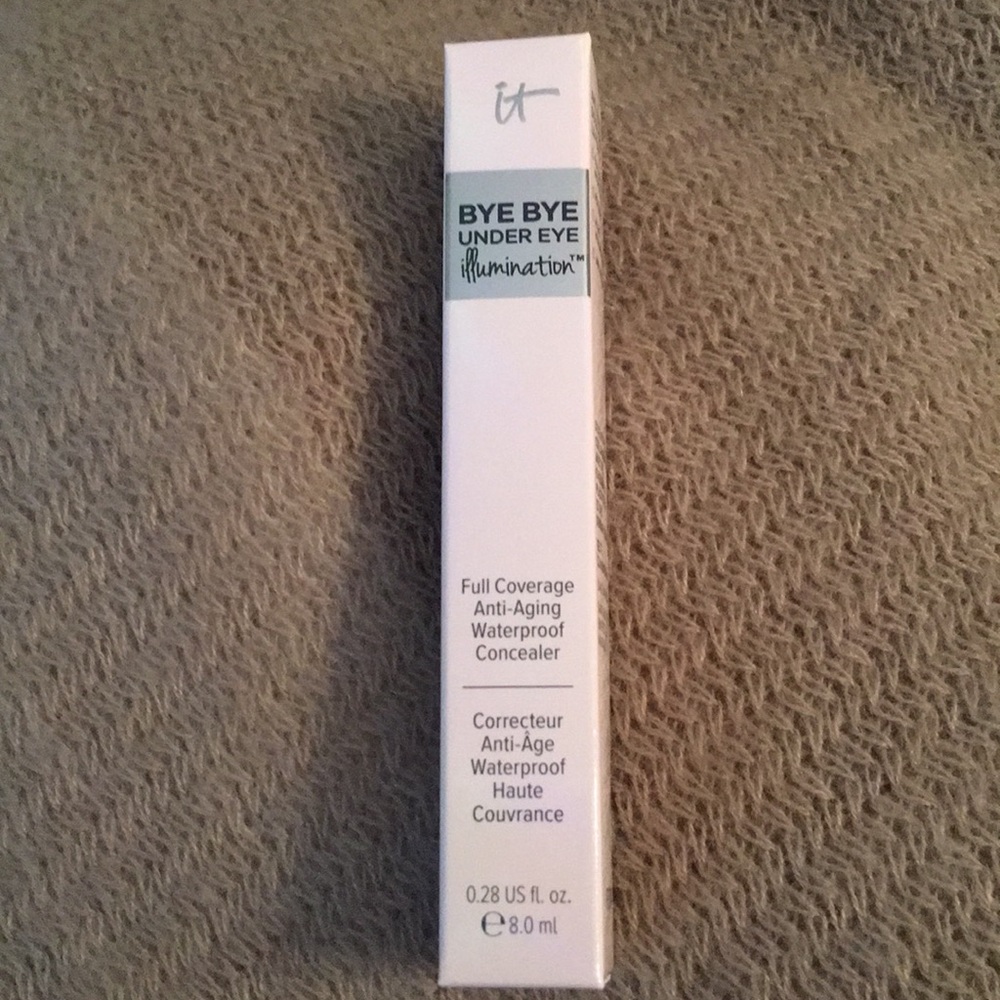 it
BYE BYE
UNDER EYE
illumination™
Full Coverage
Anti-Aging
Waterproof
Concealer
Correcteur
Anti-Âge
Waterproof
Haute
Couvrance
0.28 US fl. oz.
℮ 8.0 ml